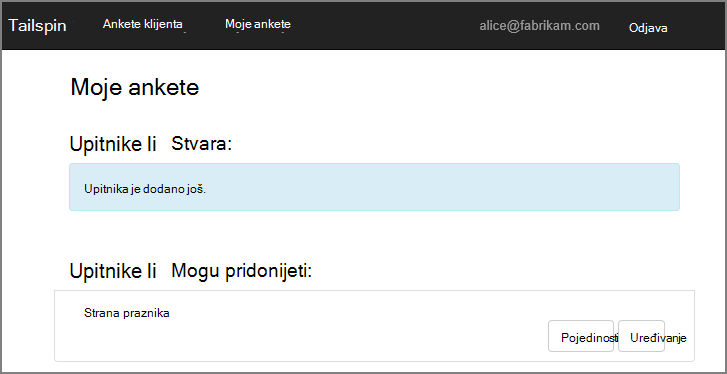 Tailspin Ankete klijenta Moje ankete alice@fabrikam.com Odjava
Moje ankete
Upitnike li Stvara:
Upitnika je dodano još.
Upitnike li Mogu pridonijeti:
Strana praznika
Pojedinosti Uređivanje